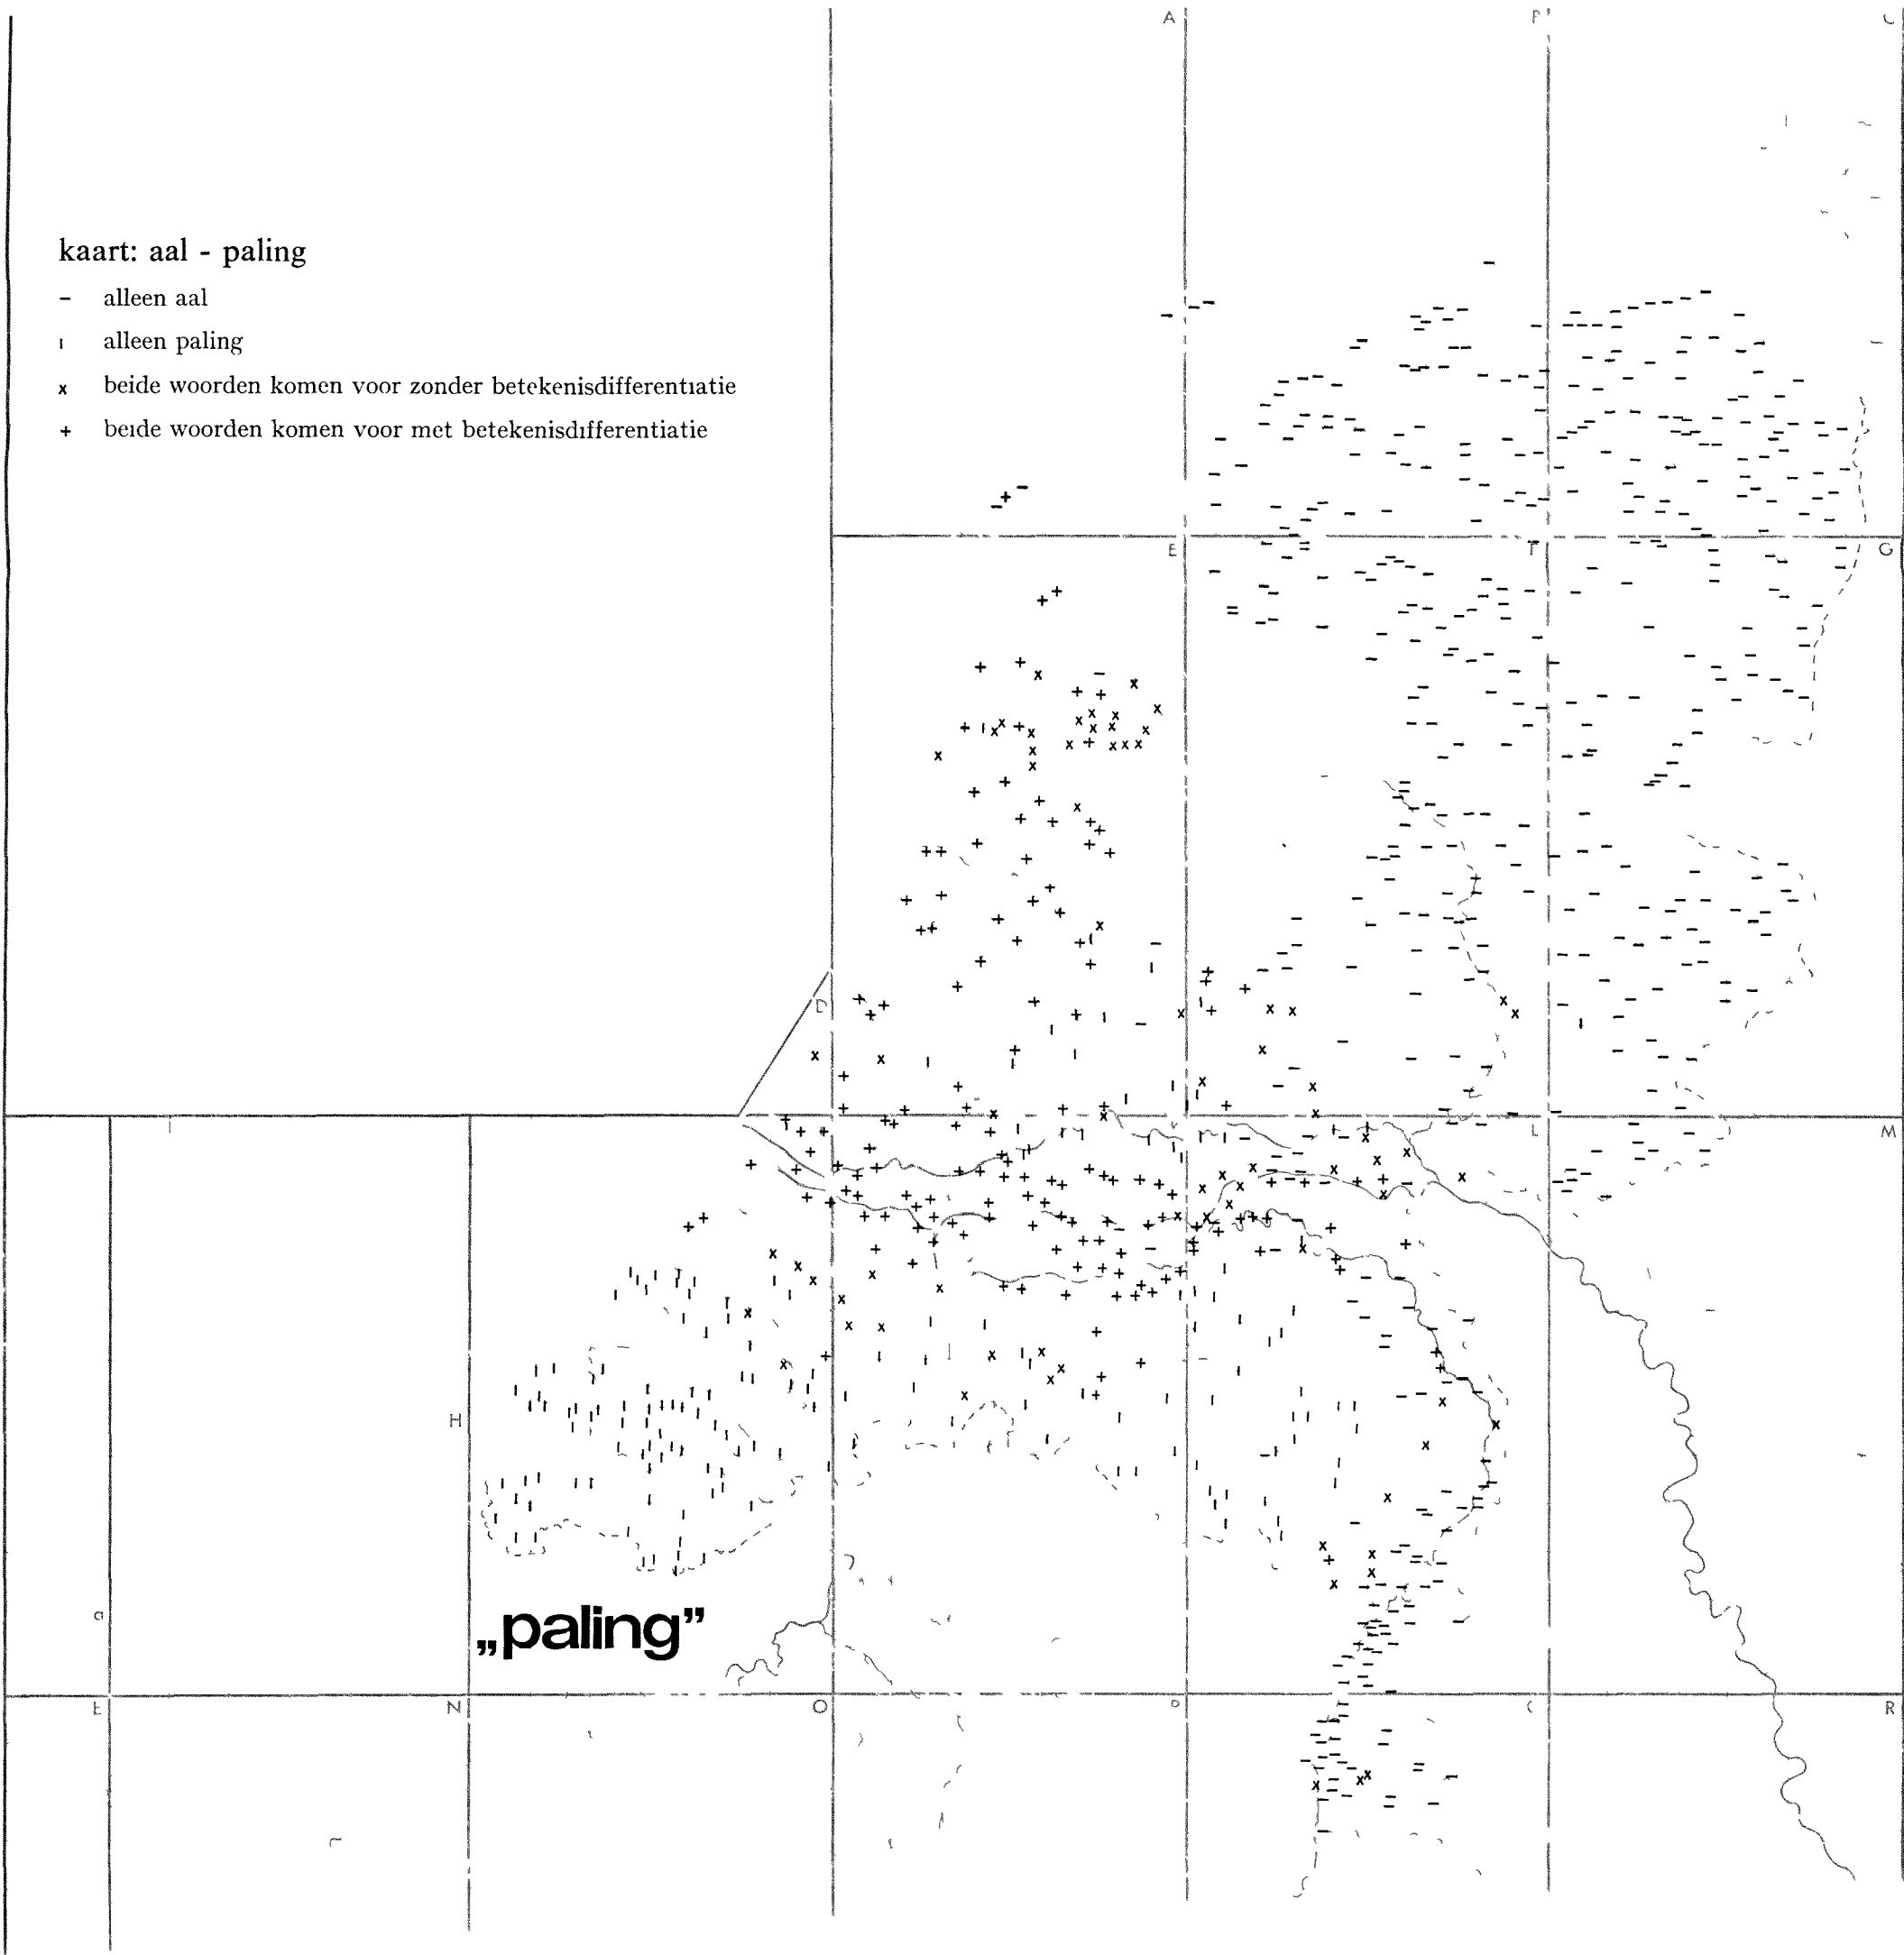 kaart: aal - paling
- alleen aal
ı alleen paling
x beide woorden komen voor zonder betekenisdifferentiatie
+ beide woorden komen voor met betekenisdifferentiatie
A
E
G
D
L
M
H
„paling”
N
O
R